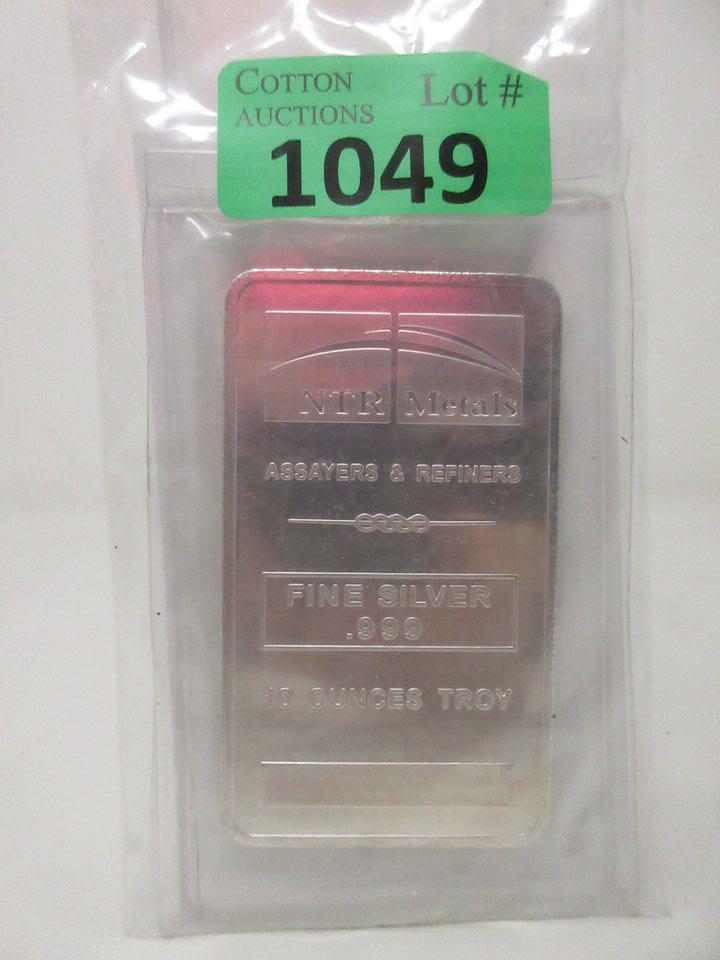 COTTON
AUCTIONS
Lot #
1049
NTR Metals
ASSAYERS & REFINERS
FINE SILVER
.999
10 OUNCES TROY